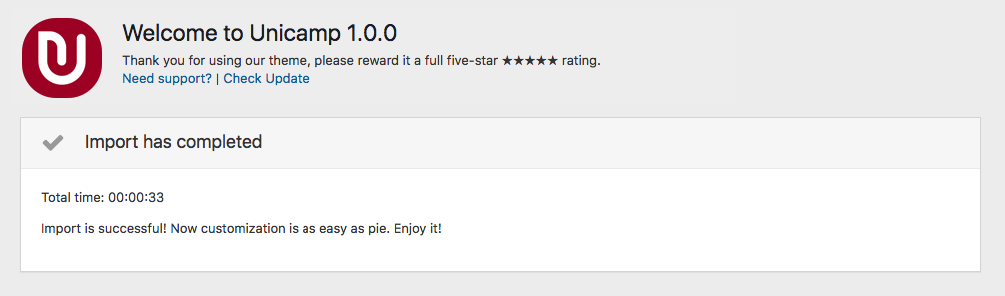 Welcome to Unicamp 1.0.0
Thank you for using our theme, please reward it a full five-star ★★★★★ rating.
Need support? | Check Update
Import has completed
Total time: 00:00:33
Import is successful! Now customization is as easy as pie. Enjoy it!